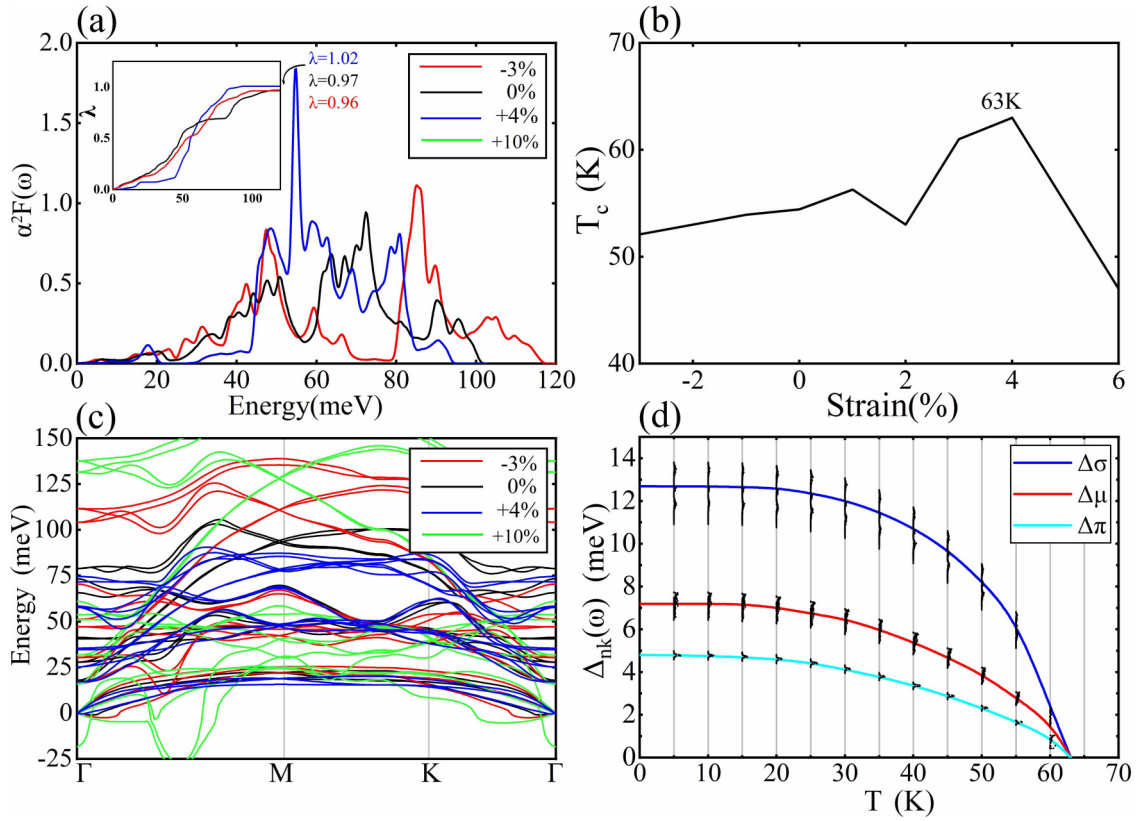 (a)
2.0
1.5
1.0
0.5
0.0
α²F(ω)
0 20 40 60 80 100 120
Energy(meV)
-3%
0%
+4%
+10%
λ=1.02
λ=0.97
λ=0.96
λ
1.0
0.5
0.0
0 50 100
(b)
70
60
50
40
T_c (K)
63K
-2 0 2 4 6
Strain(%)
(c)
150
125
100
75
50
25
0
-25
Energy (meV)
-3%
0%
+4%
+10%
Γ M K Γ
(d)
14
12
10
8
6
4
2
0
Δ_nk(ω) (meV)
Δσ
Δμ
Δπ
0 10 20 30 40 50 60 70
T (K)